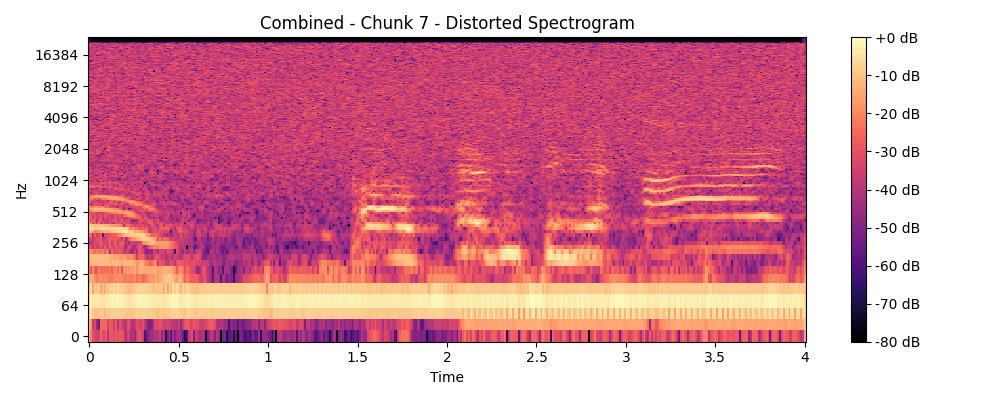 Combined - Chunk 7 - Distorted Spectrogram
Hz
16384
8192
4096
2048
1024
512
256
128
64
0
0 0.5 1 1.5 2 2.5 3 3.5 4
Time
+0 dB
-10 dB
-20 dB
-30 dB
-40 dB
-50 dB
-60 dB
-70 dB
-80 dB